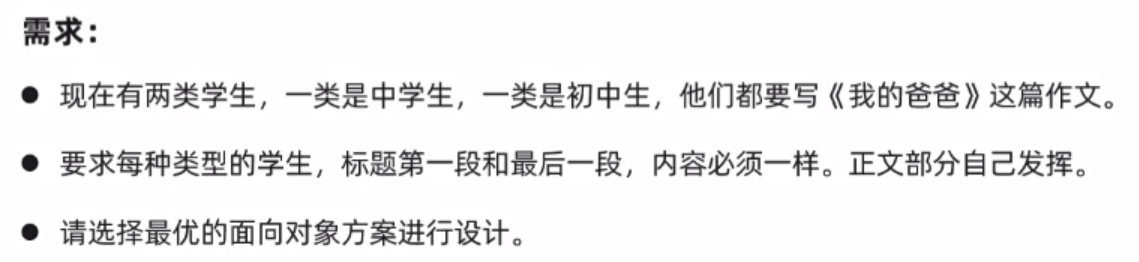 需求：
● 现在有两类学生，一类是中学生，一类是初中生，他们都要写《我的爸爸》这篇作文。
● 要求每种类型的学生，标题第一段和最后一段，内容必须一样。正文部分自己发挥。
● 请选择最优的面向对象方案进行设计。